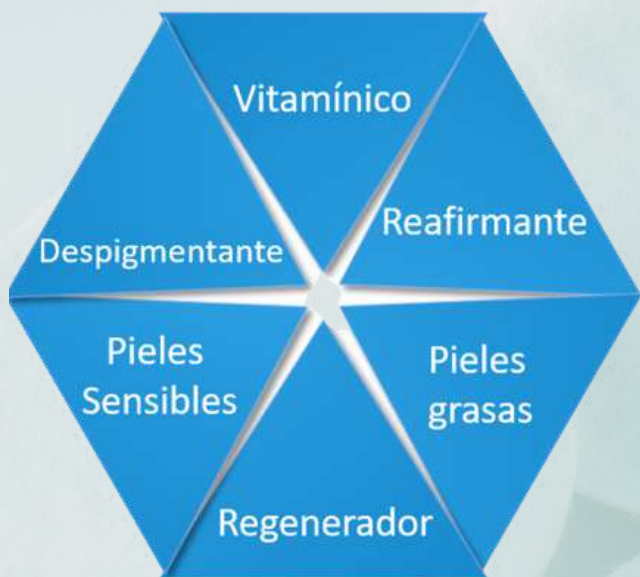 Vitamínico
Reafirmante
Despigmentante
Pieles
Sensibles
Pieles
grasas
Regenerador